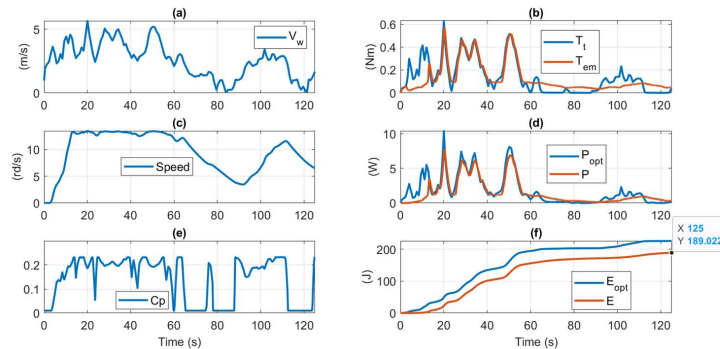 (a)
(m/s)
5
0
0 20 40 60 80 100 120
V_w
(b)
(Nm)
0.6
0.4
0.2
0
0 20 40 60 80 100 120
T_t
T_em
(c)
(rd/s)
10
5
0
0 20 40 60 80 100 120
Speed
(d)
(W)
10
5
0
0 20 40 60 80 100 120
P_opt
P
(e)
0.2
0.1
0
0 20 40 60 80 100 120
Time (s)
Cp
(f)
(J)
200
100
0
0 20 40 60 80 100 120
Time (s)
E_opt
E
X 125
Y 189.022